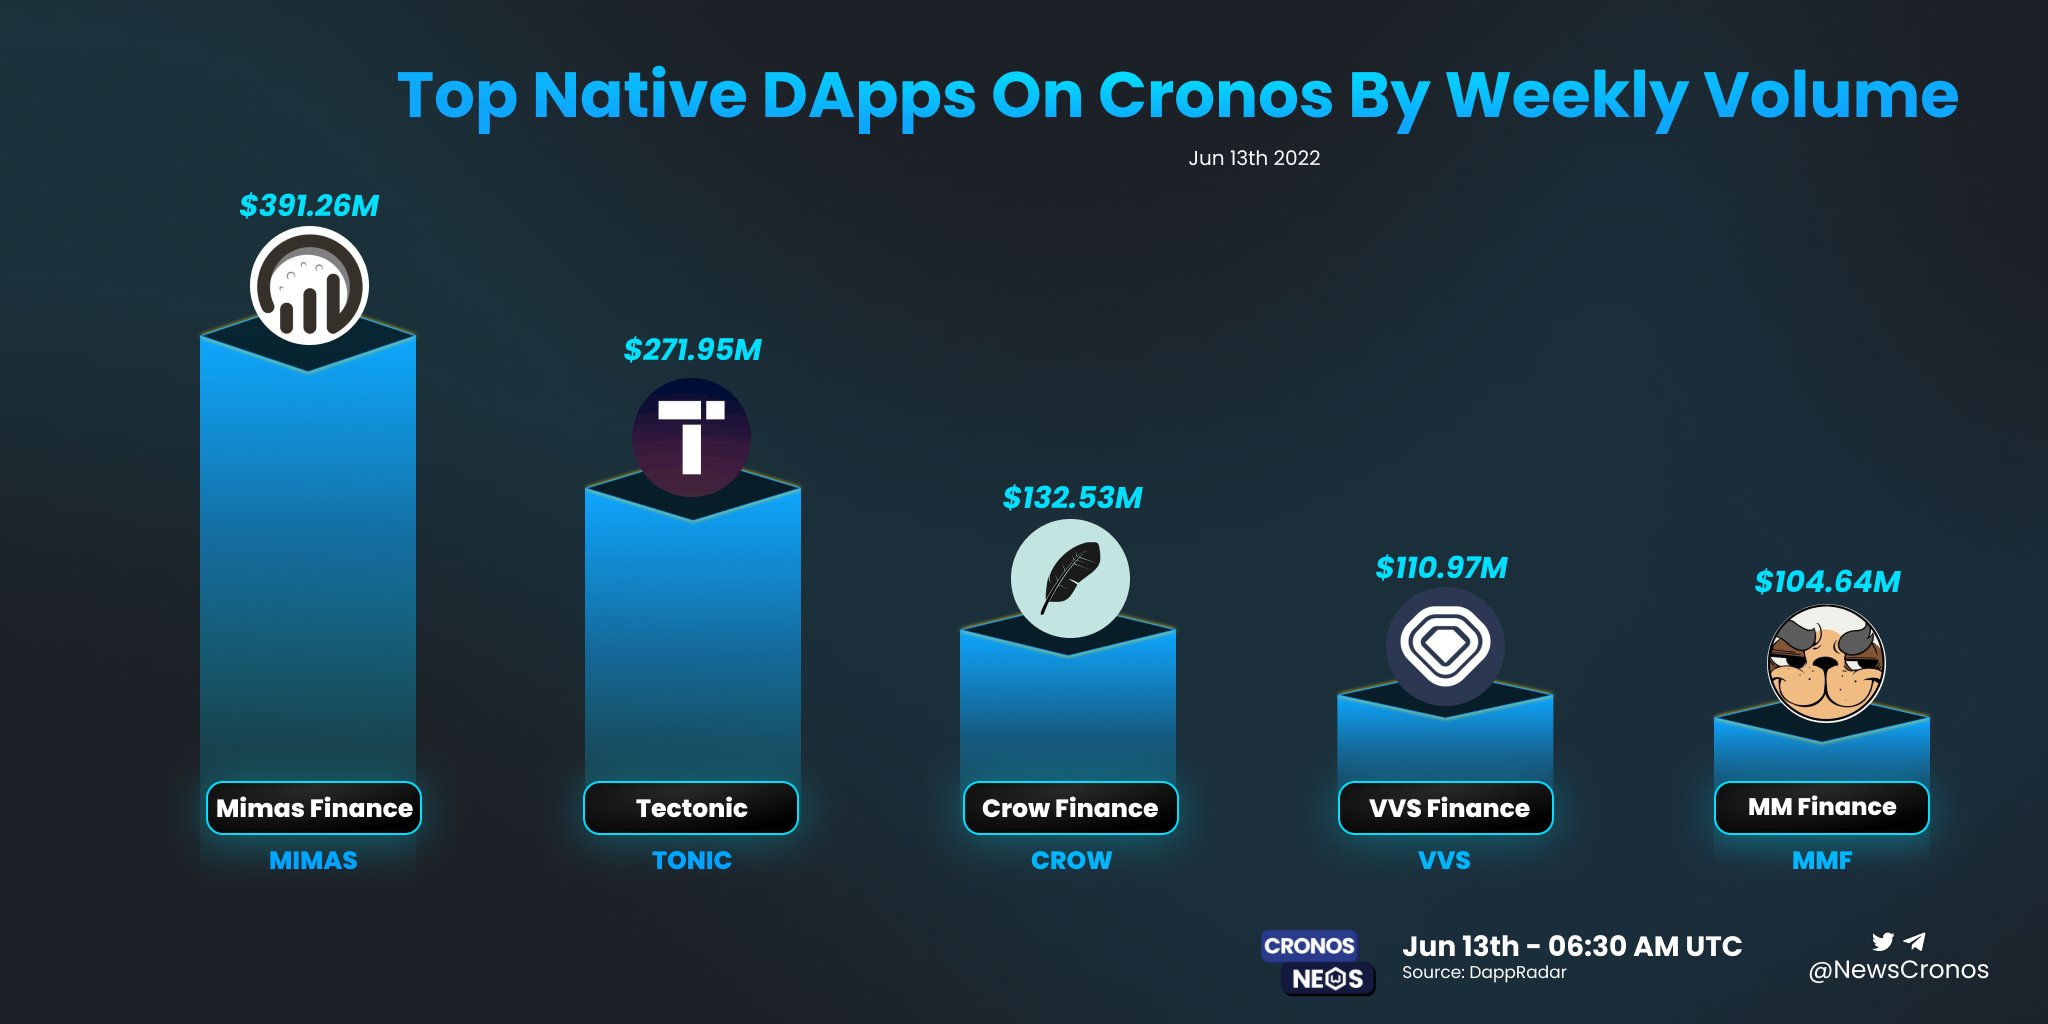 Top Native DApps On Cronos By Weekly Volume
Jun 13th 2022
$391.26M
$271.95M
$132.53M
$110.97M
$104.64M
Mimas Finance
Tectonic
Crow Finance
VVS Finance
MM Finance
MIMAS
TONIC
CROW
VVS
MMF
CRONOS
NEWS
Jun 13th - 06:30 AM UTC
Source: DappRadar
@NewsCronos